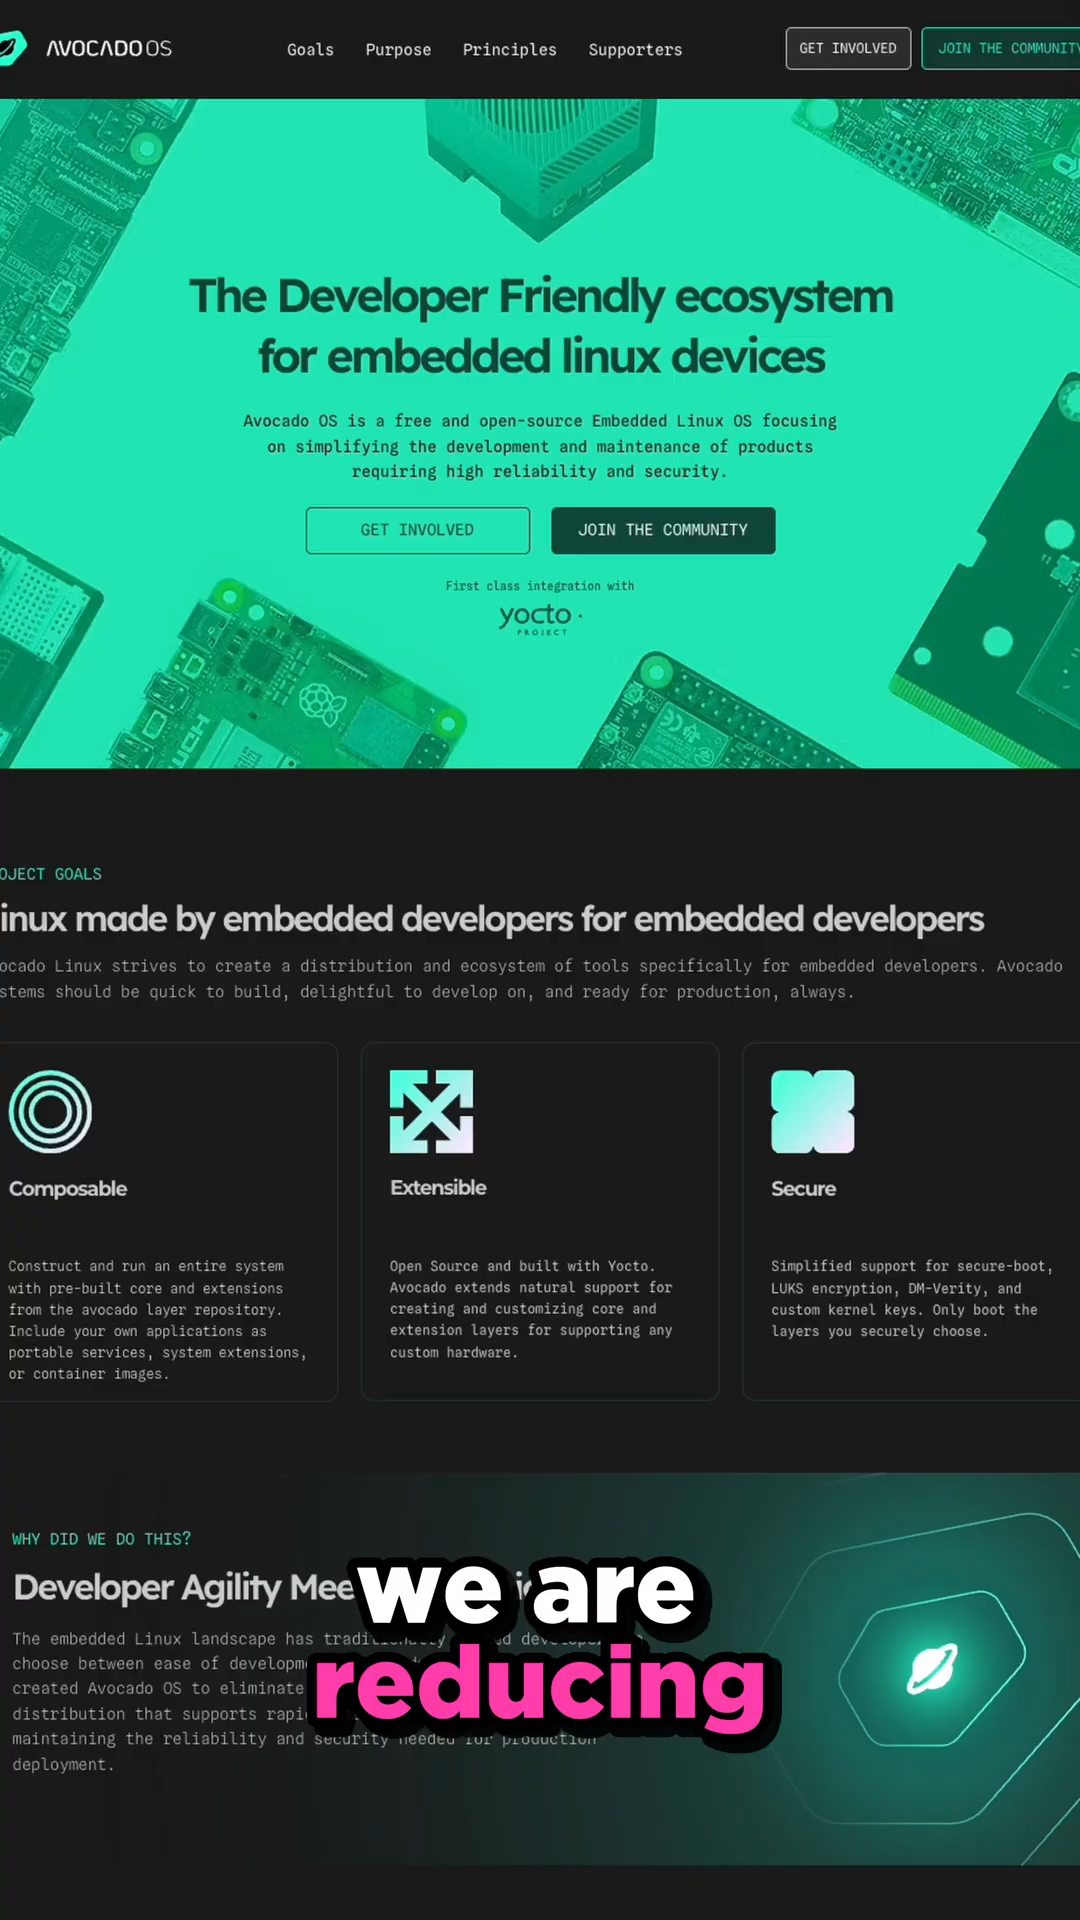 AVOCADO OS
Goals Purpose Principles Supporters
GET INVOLVED
JOIN THE COMMUNITY
The Developer Friendly ecosystem
for embedded linux devices
Avocado OS is a free and open-source Embedded Linux OS focusing
on simplifying the development and maintenance of products
requiring high reliability and security.
GET INVOLVED
JOIN THE COMMUNITY
First class integration with
yocto
PROJECT
OJECT GOALS
inux made by embedded developers for embedded developers
ocado Linux strives to create a distribution and ecosystem of tools specifically for embedded developers. Avocado
stems should be quick to build, delightful to develop on, and ready for production, always.
Composable
Construct and run an entire system
with pre-built core and extensions
from the avocado layer repository.
Include your own applications as
portable services, system extensions,
or container images.
Extensible
Open Source and built with Yocto.
Avocado extends natural support for
creating and customizing core and
extension layers for supporting any
custom hardware.
Secure
Simplified support for secure-boot,
LUKS encryption, DM-Verity, and
custom kernel keys. Only boot the
layers you securely choose.
WHY DID WE DO THIS?
Developer Agility
The embedded Linux landscape has
choose between ease of
created Avocado OS to eliminate
distribution that supports
maintaining the reliability and security needed for production
deployment.
we are
reducing